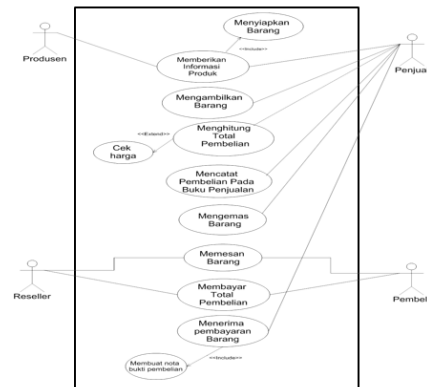 Menyiapkan
Barang
<<Include>>
Produsen
Memberikan
Informasi
Produk
Penjua
Mengambilkan
Barang
<<Extend>>
Menghitung
Total
Pembelian
Cek
harga
Mencatat
Pembelian Pada
Buku Penjualan
Mengemas
Barang
Memesan
Barang
Reseller
Membayar
Total
Pembelian
Pembel
Menerima
pembayaran
Barang
<<Include>>
Membuat nota
bukti pembelian